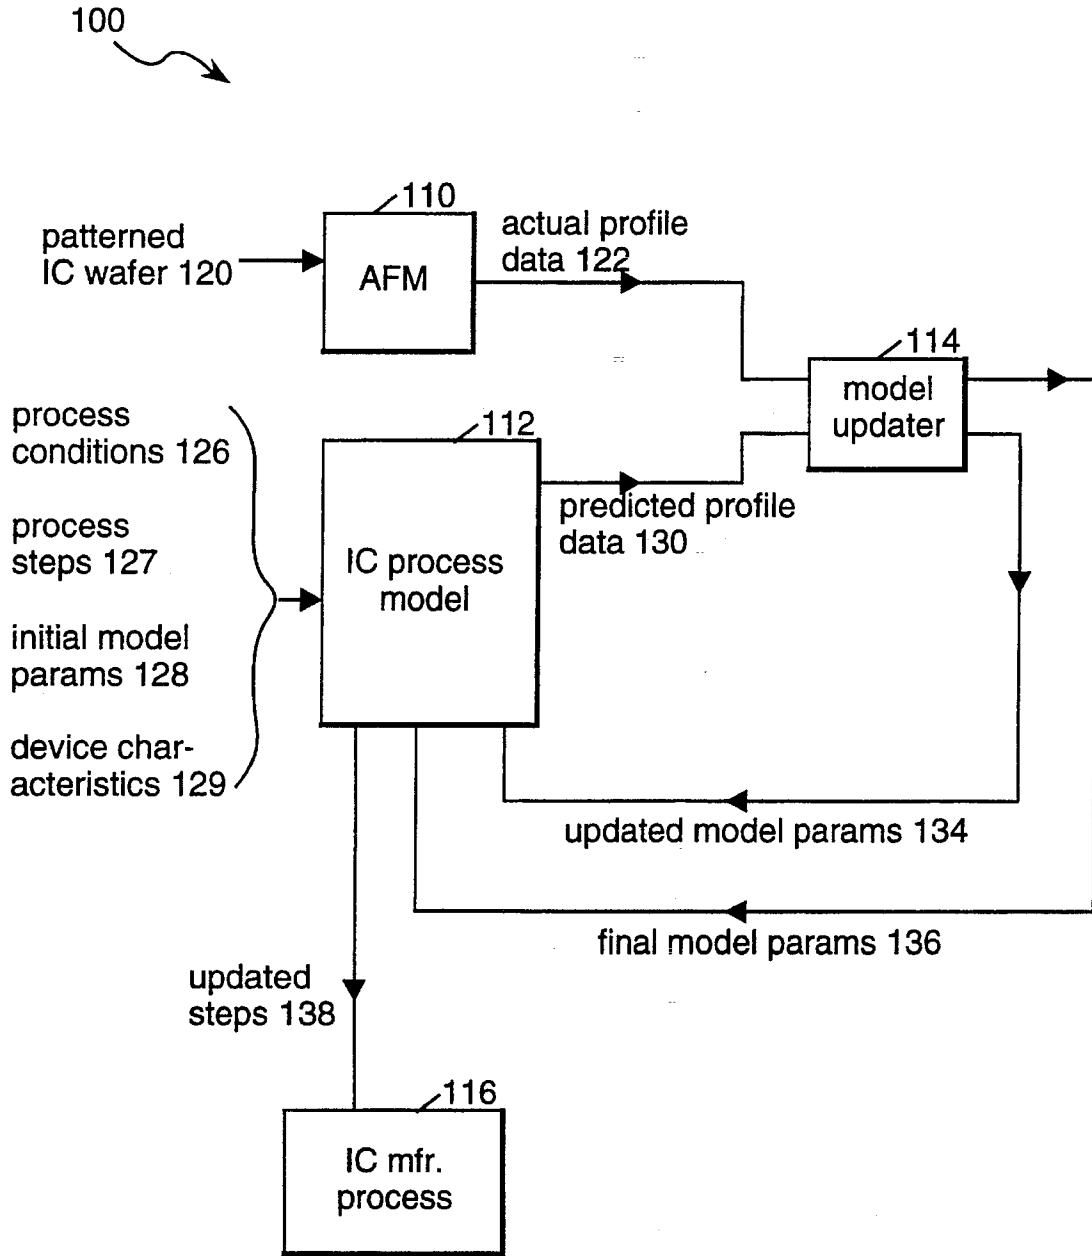 100
110
patterned
IC wafer 120
AFM
actual profile
data 122
114
model
updater
process
conditions 126
process
steps 127
initial model
params 128
device char-
acteristics 129
112
IC process
model
predicted profile
data 130
updated model params 134
final model params 136
updated
steps 138
116
IC mfr.
process